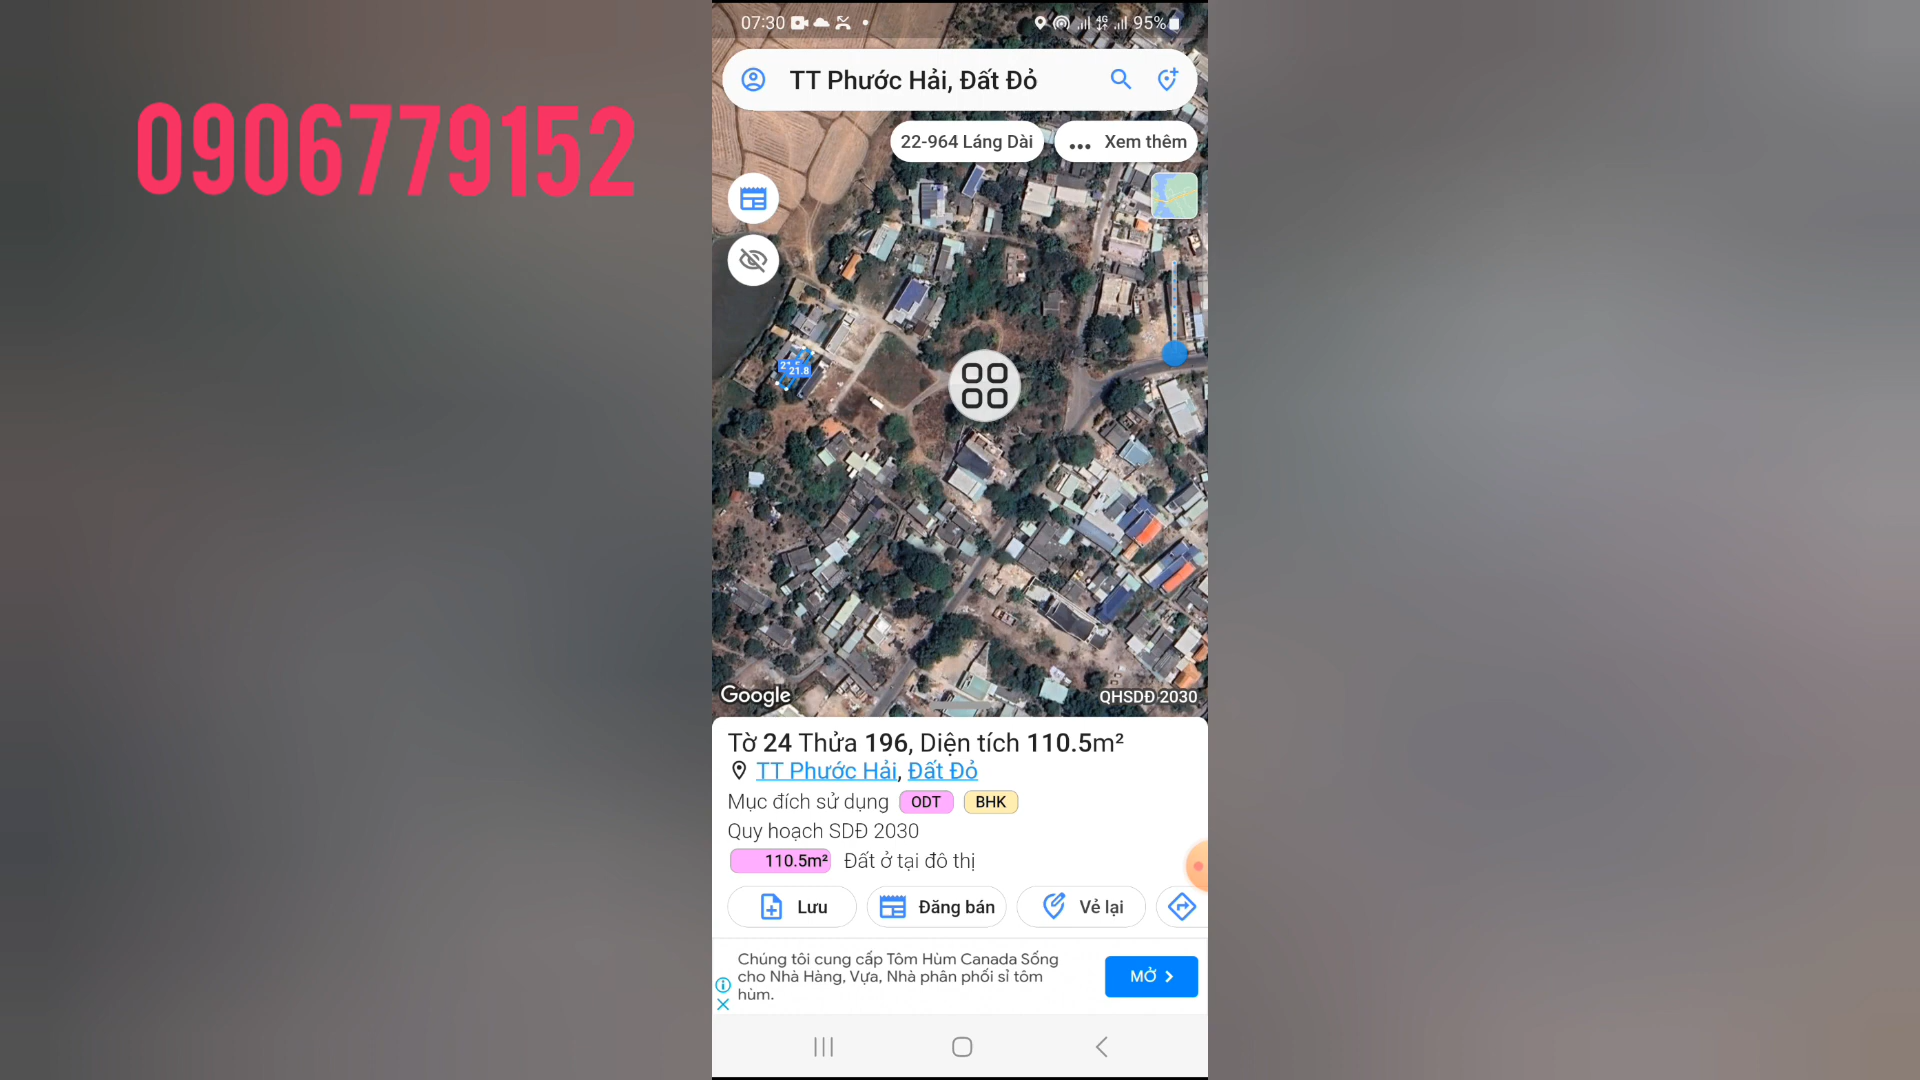 0906779152
07:30
4G
95%
TT Phước Hải, Đất Đỏ
22-964 Láng Dài
... Xem thêm
21.8
Google
QHSDĐ 2030
Tờ 24 Thửa 196, Diện tích 110.5m²
TT Phước Hải, Đất Đỏ
Mục đích sử dụng ODT BHK
Quy hoạch SDĐ 2030
110.5m² Đất ở tại đô thị
Lưu
Đăng bán
Vẽ lại
Chúng tôi cung cấp Tôm Hùm Canada Sống
cho Nhà Hàng, Vựa, Nhà phân phối sỉ tôm
hùm.
MỞ